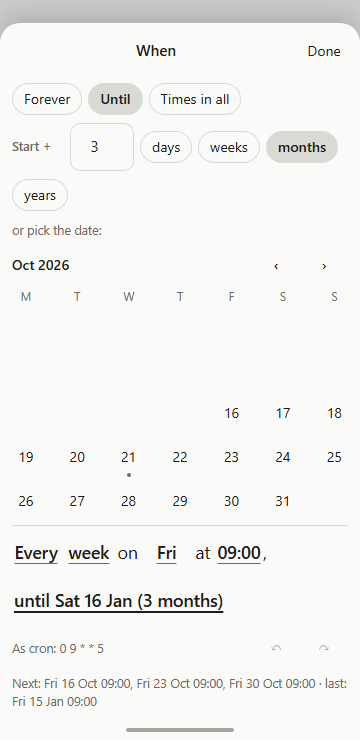 When Done
Forever Until Times in all
Start + 3 days weeks months
years
or pick the date:
Oct 2026 ‹ ›
M T W T F S S
16 17 18
19 20 21 22 23 24 25
26 27 28 29 30 31
Every week on Fri at 09:00,
until Sat 16 Jan (3 months)
As cron: 0 9 * * 5
Next: Fri 16 Oct 09:00, Fri 23 Oct 09:00, Fri 30 Oct 09:00 · last:
Fri 15 Jan 09:00